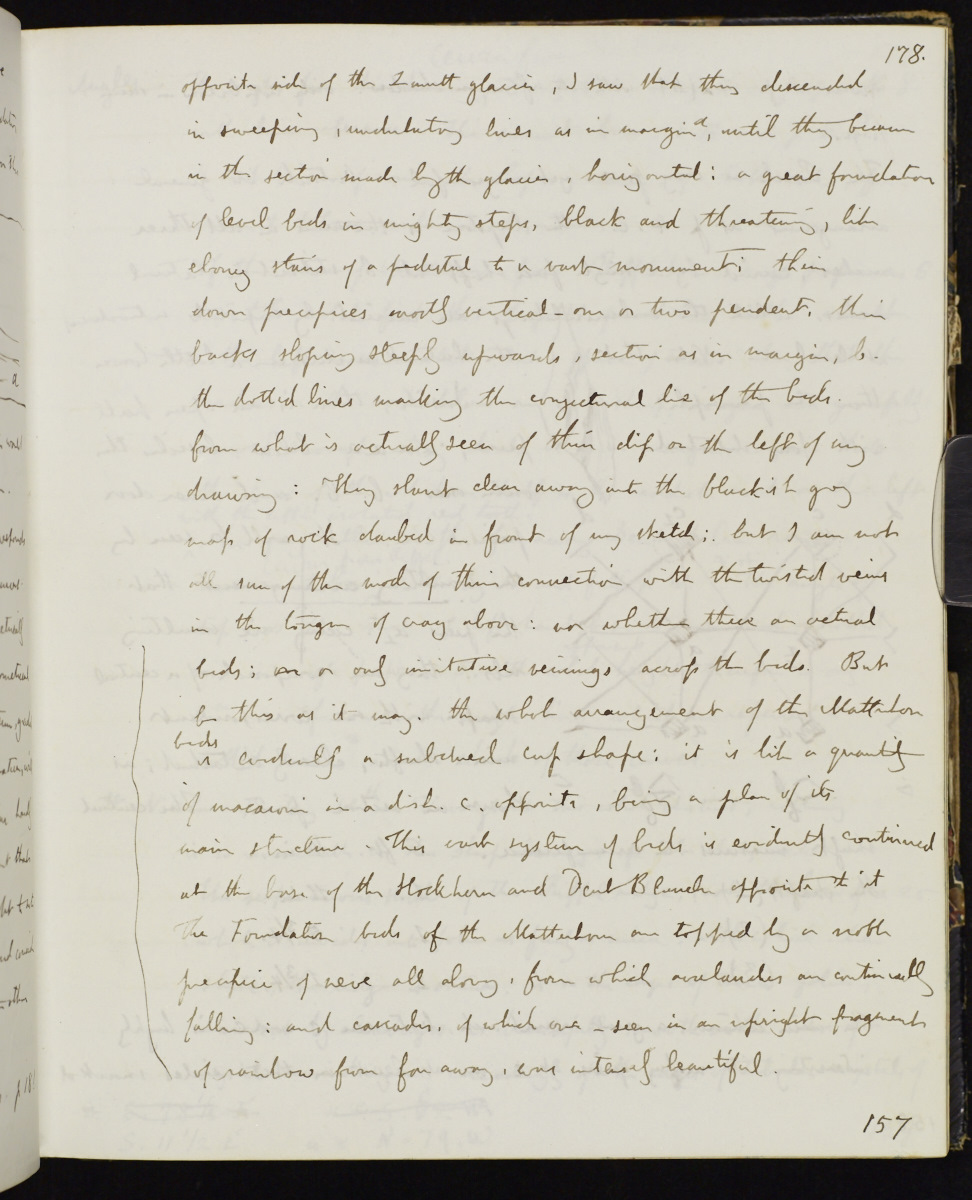 178.
opposite side of the Zmutt glacier, I saw that they descended
in sweeping, undulatory lines as in margin a, until they become
in the section made by the glacier, horizontal: a great foundation
of level beds in mighty steps, black and threatening, like
ebony stairs of a pedestal to a vast monument; their
down precipices mostly vertical - one or two pendent, their
backs sloping steeply upwards, section as in margin, b.
the dotted lines marking the conjectural lie of the beds.
from what is actually seen of their dip on the left of my
drawing: They slant clear away into the blackish grey
mass of rock daubed in front of my sketch; but I am not
all sure of the mode of their connection with the twisted veins
in the tongue of crag above: nor whether these are actual
beds; or only imitative veinings across the beds. But
be this as it may. the whole arrangement of the Matterhorn
beds
is evidently a subdued cup shape: it is like a quantity
of macaroni in a dish. c. opposite, being a plan of its
main structure. This vast system of beds is evidently continued
at the base of the Stockhorn and Dent Blanche opposite to it
The Foundation beds of the Matterhorn are topped by a noble
precipice of neve all along, from which avalanches are continually
falling: and cascades, of which one - seen in an upright fragment
of rainbow from far away, was intensely beautiful.
157